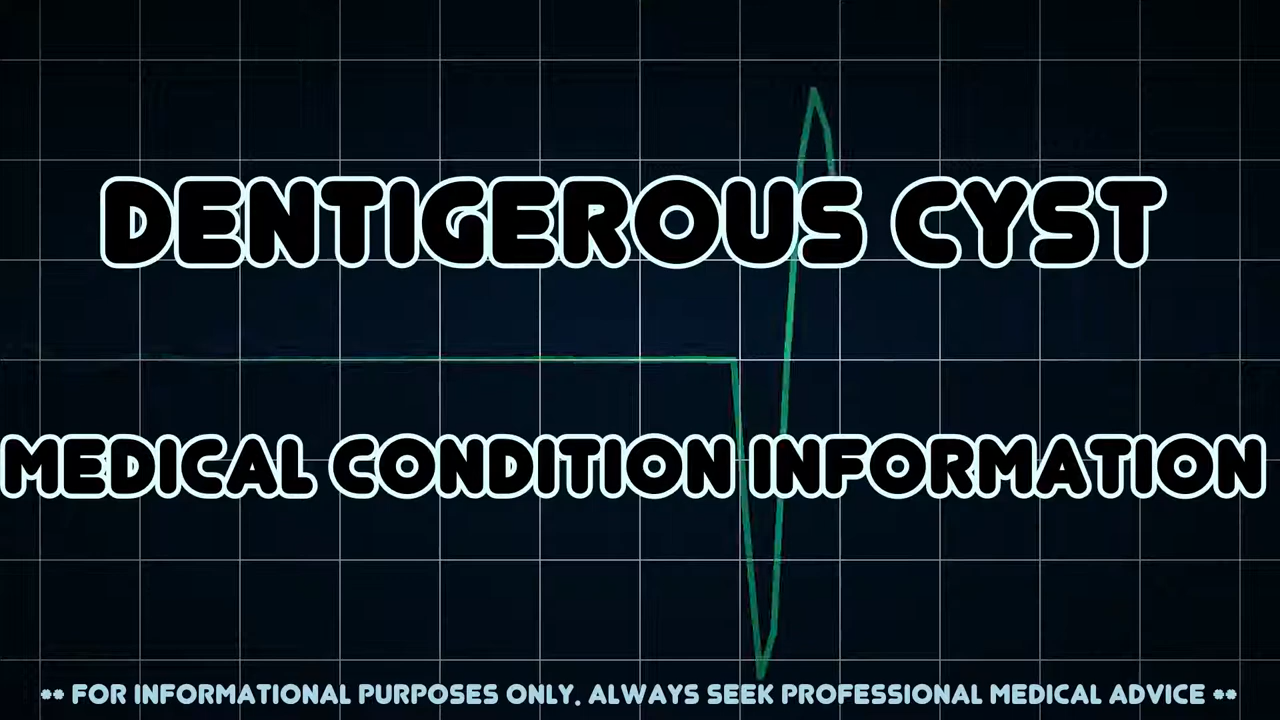 DENTIGEROUS CYST
MEDICAL CONDITION INFORMATION
** FOR INFORMATIONAL PURPOSES ONLY. ALWAYS SEEK PROFESSIONAL MEDICAL ADVICE **